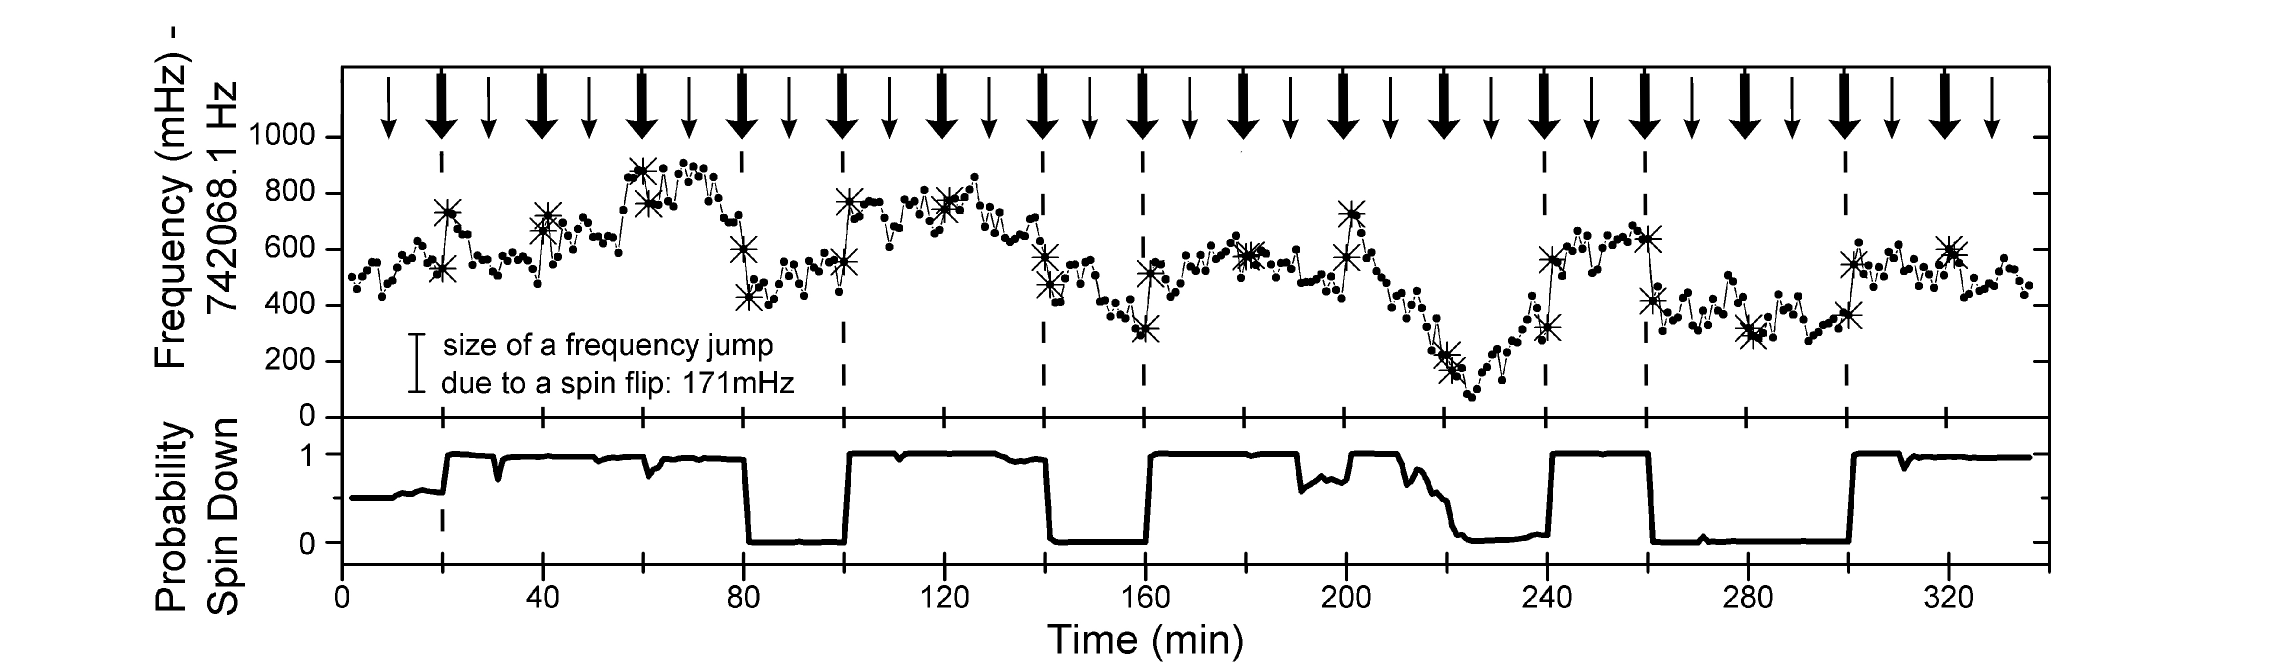 Frequency (mHz) -
742068.1 Hz
1000
800
600
400
200
0
size of a frequency jump
due to a spin flip: 171mHz
Probability
Spin Down
1
0
0 40 80 120 160 200 240 280 320
Time (min)